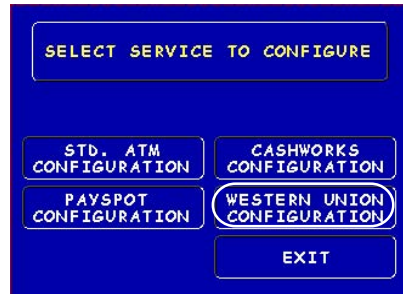 SELECT SERVICE TO CONFIGURE
STD. ATM
CONFIGURATION
CASHWORKS
CONFIGURATION
PAYSPOT
CONFIGURATION
WESTERN UNION
CONFIGURATION
EXIT